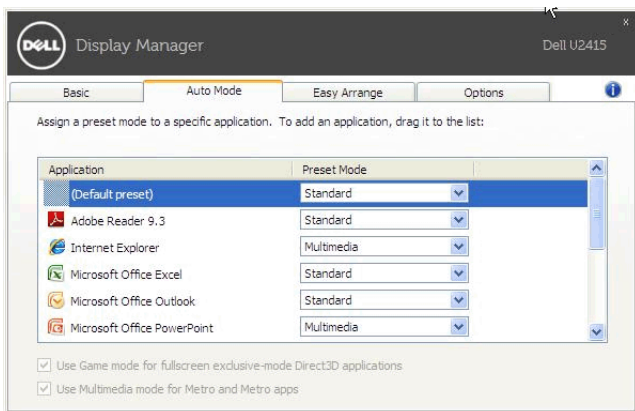 DELL Display Manager Dell U2415 x
Basic Auto Mode Easy Arrange Options i
Assign a preset mode to a specific application. To add an application, drag it to the list:
Application Preset Mode
(Default preset) Standard
Adobe Reader 9.3 Standard
Internet Explorer Multimedia
Microsoft Office Excel Standard
Microsoft Office Outlook Standard
Microsoft Office PowerPoint Multimedia
Use Game mode for fullscreen exclusive-mode Direct3D applications
Use Multimedia mode for Metro and Metro apps